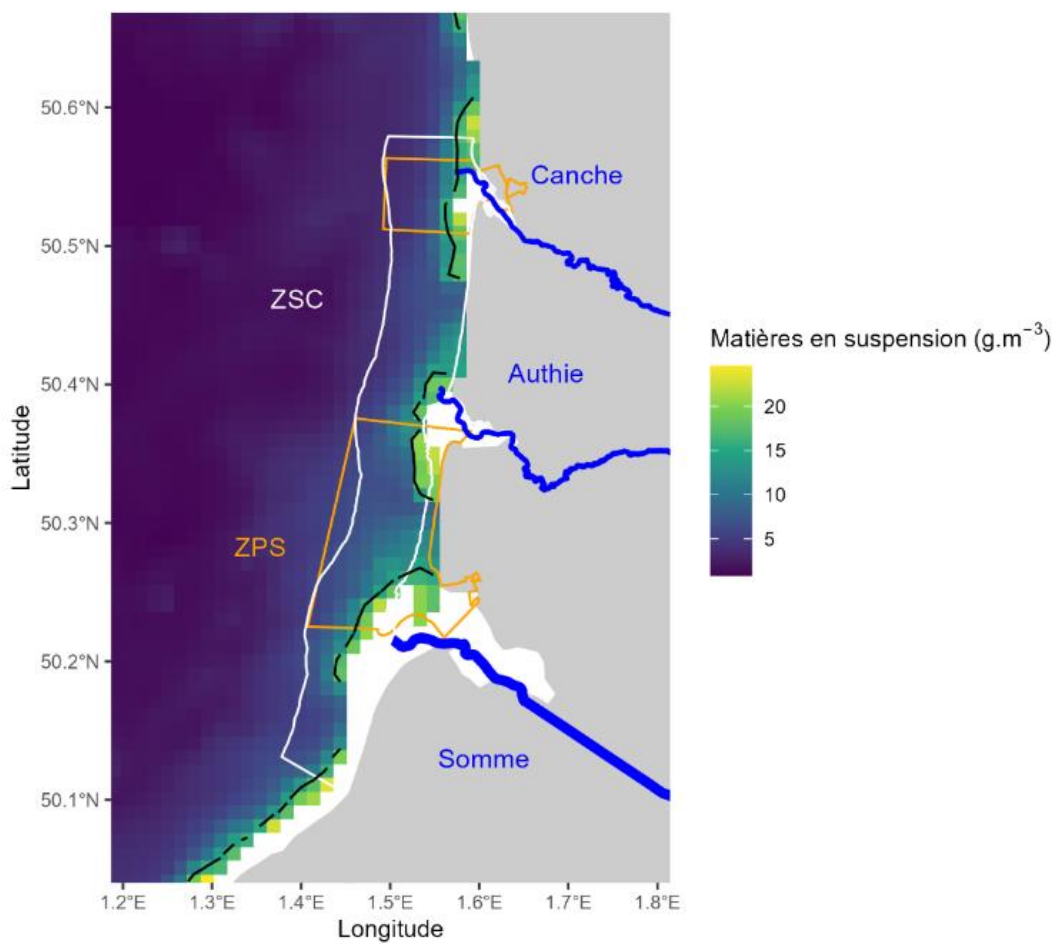 50.6°N
50.5°N
50.4°N
50.3°N
50.2°N
50.1°N
Latitude
1.2°E 1.3°E 1.4°E 1.5°E 1.6°E 1.7°E 1.8°E
Longitude
Canche
ZSC
Authie
ZPS
Somme
Matières en suspension (g.m⁻³)
20
15
10
5